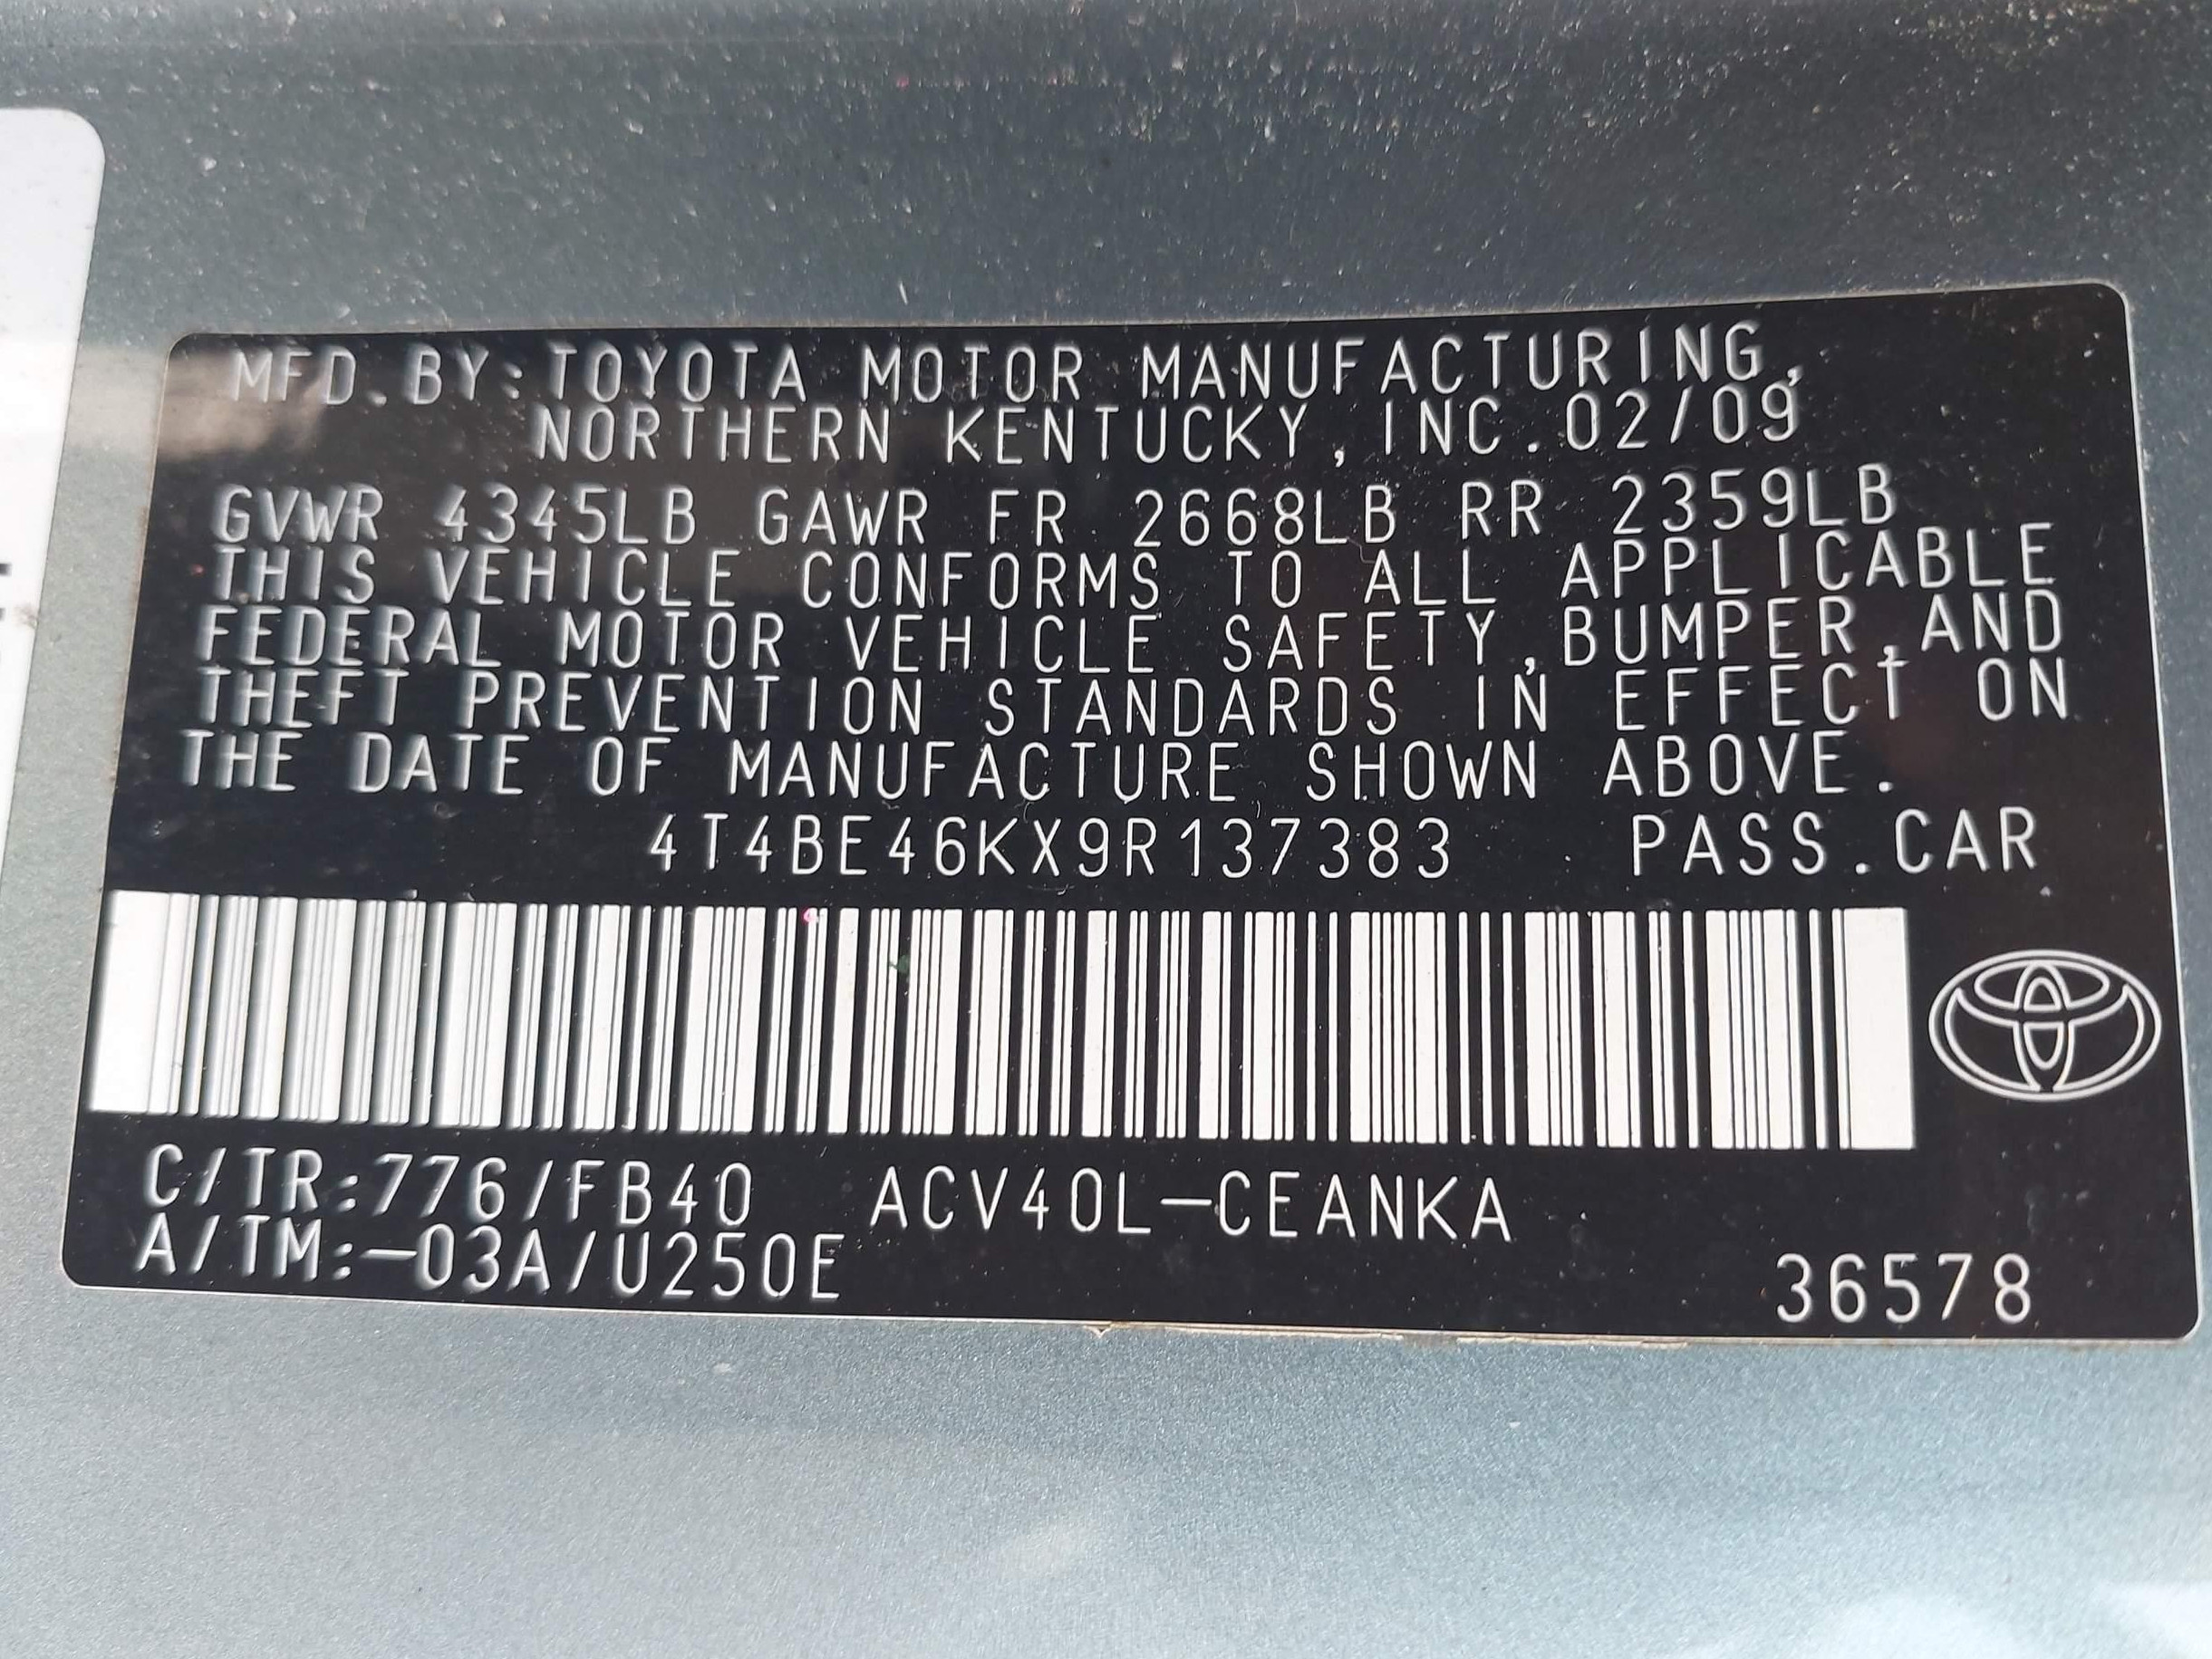 MFD.BY:TOYOTA MOTOR MANUFACTURING,
NORTHERN KENTUCKY, INC.02/09
GVWR 4345LB GAWR FR 2668LB RR 2359LB
THIS VEHICLE CONFORMS TO ALL APPLICABLE
FEDERAL MOTOR VEHICLE SAFETY,BUMPER,AND
THEFT PREVENTION STANDARDS IN EFFECT ON
THE DATE OF MANUFACTURE SHOWN ABOVE.
4T4BE46KX9R137383 PASS.CAR
C/TR:776/FB40 ACV40L-CEANKA
A/TM:-03A/U250E
36578